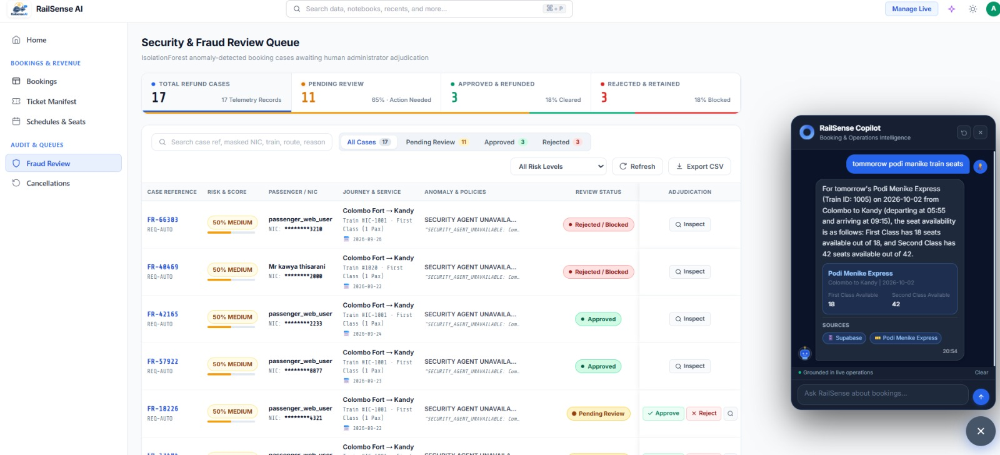 RailSense AI
RailSense AI
Search data, notebooks, recents, and more...
⌘ + P
Manage Live
A
Home
BOOKINGS & REVENUE
Bookings
Ticket Manifest
Schedules & Seats
AUDIT & QUEUES
Fraud Review
Cancellations
Security & Fraud Review Queue
IsolationForest anomaly-detected booking cases awaiting human administrator adjudication
TOTAL REFUND CASES
17
17 Telemetry Records
PENDING REVIEW
11
65% · Action Needed
APPROVED & REFUNDED
3
18% Cleared
REJECTED & RETAINED
3
18% Blocked
Search case ref, masked NIC, train, route, reason
All Cases 17
Pending Review 11
Approved 3
Rejected 3
All Risk Levels
Refresh
Export CSV
CASE REFERENCE RISK & SCORE PASSENGER / NIC JOURNEY & SERVICE ANOMALY & POLICIES REVIEW STATUS ADJUDICATION
FR-66383
REQ-AUTO
50% MEDIUM
passenger_web_user
NIC: ********3210
Colombo Fort → Kandy
Train #IC-1001 · First
Class (1 Pax)
2026-09-26
SECURITY AGENT UNAVAILA...
"SECURITY_AGENT_UNAVAILABLE: Com…
Rejected / Blocked
Inspect
FR-40469
REQ-AUTO
50% MEDIUM
Mr kawya thisarani
NIC: ********2000
Colombo Fort → Kandy
Train #1020 · First
Class (1 Pax)
2026-09-22
SECURITY AGENT UNAVAILA...
"SECURITY_AGENT_UNAVAILABLE: Com…
Rejected / Blocked
Inspect
FR-42165
REQ-AUTO
50% MEDIUM
passenger_web_user
NIC: ********2233
Colombo Fort → Kandy
Train #IC-1001 · First
Class (1 Pax)
2026-09-24
SECURITY AGENT UNAVAILA...
"SECURITY_AGENT_UNAVAILABLE: Com…
Approved
Inspect
FR-57922
REQ-AUTO
50% MEDIUM
passenger_web_user
NIC: ********8877
Colombo Fort → Kandy
Train #IC-1001 · First
Class (1 Pax)
2026-09-23
SECURITY AGENT UNAVAILA...
"SECURITY_AGENT_UNAVAILABLE: Com…
Approved
Inspect
FR-18226
REQ-AUTO
50% MEDIUM
passenger_web_user
NIC: ********4321
Colombo Fort → Kandy
Train #IC-1001 · First
Class (1 Pax)
2026-09-22
SECURITY AGENT UNAVAILA...
"SECURITY_AGENT_UNAVAILABLE: Com…
Pending Review
Approve
Reject
Colombo Fort → Kandy
RailSense Copilot
Booking & Operations Intelligence
tommorow podi manike train seats
For tomorrow's Podi Menike Express
(Train ID: 1005) on 2026-10-02 from
Colombo to Kandy (departing at 05:55
and arriving at 09:15), the seat availability
is as follows: First Class has 18 seats
available out of 18, and Second Class has
42 seats available out of 42.
Podi Menike Express
Colombo to Kandy | 2026-10-02
First Class Available
18
Second Class Available
42
SOURCES
Supabase
Podi Menike Express
20:54
Grounded in live operations
Clear
Ask RailSense about bookings...